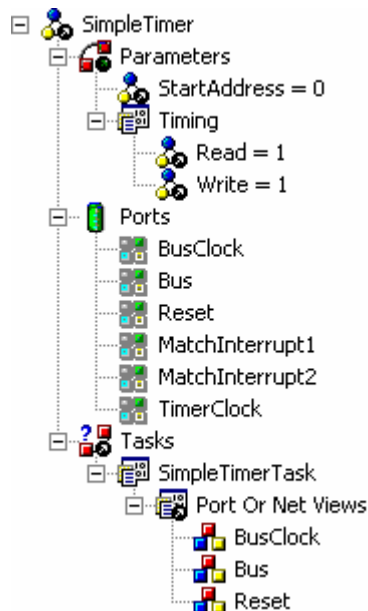 SimpleTimer
Parameters
StartAddress = 0
Timing
Read = 1
Write = 1
Ports
BusClock
Bus
Reset
MatchInterrupt1
MatchInterrupt2
TimerClock
Tasks
SimpleTimerTask
Port Or Net Views
BusClock
Bus
Reset